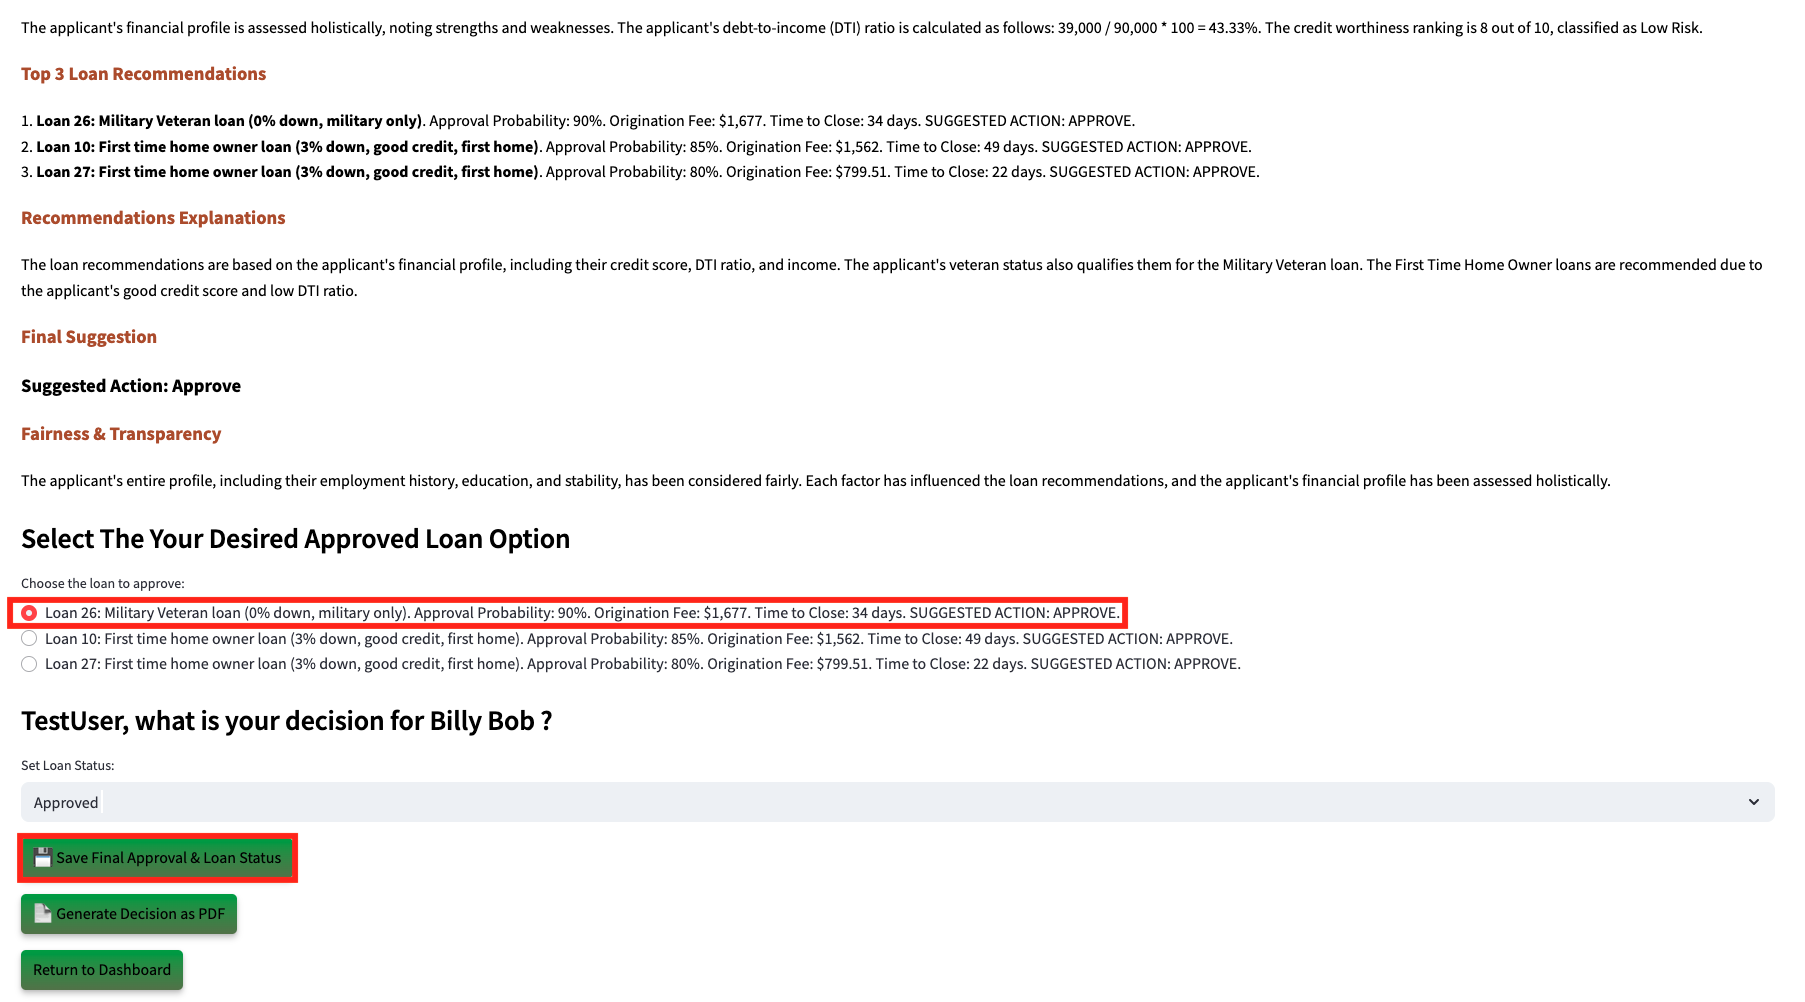 The applicant's financial profile is assessed holistically, noting strengths and weaknesses. The applicant's debt-to-income (DTI) ratio is calculated as follows: 39,000 / 90,000 * 100 = 43.33%. The credit worthiness ranking is 8 out of 10, classified as Low Risk.
Top 3 Loan Recommendations
1. Loan 26: Military Veteran loan (0% down, military only). Approval Probability: 90%. Origination Fee: $1,677. Time to Close: 34 days. SUGGESTED ACTION: APPROVE.
2. Loan 10: First time home owner loan (3% down, good credit, first home). Approval Probability: 85%. Origination Fee: $1,562. Time to Close: 49 days. SUGGESTED ACTION: APPROVE.
3. Loan 27: First time home owner loan (3% down, good credit, first home). Approval Probability: 80%. Origination Fee: $799.51. Time to Close: 22 days. SUGGESTED ACTION: APPROVE.
Recommendations Explanations
The loan recommendations are based on the applicant's financial profile, including their credit score, DTI ratio, and income. The applicant's veteran status also qualifies them for the Military Veteran loan. The First Time Home Owner loans are recommended due to
the applicant's good credit score and low DTI ratio.
Final Suggestion
Suggested Action: Approve
Fairness & Transparency
The applicant's entire profile, including their employment history, education, and stability, has been considered fairly. Each factor has influenced the loan recommendations, and the applicant's financial profile has been assessed holistically.
Select The Your Desired Approved Loan Option
Choose the loan to approve:
Loan 26: Military Veteran loan (0% down, military only). Approval Probability: 90%. Origination Fee: $1,677. Time to Close: 34 days. SUGGESTED ACTION: APPROVE.
Loan 10: First time home owner loan (3% down, good credit, first home). Approval Probability: 85%. Origination Fee: $1,562. Time to Close: 49 days. SUGGESTED ACTION: APPROVE.
Loan 27: First time home owner loan (3% down, good credit, first home). Approval Probability: 80%. Origination Fee: $799.51. Time to Close: 22 days. SUGGESTED ACTION: APPROVE.
TestUser, what is your decision for Billy Bob ?
Set Loan Status:
Approved
Save Final Approval & Loan Status
Generate Decision as PDF
Return to Dashboard